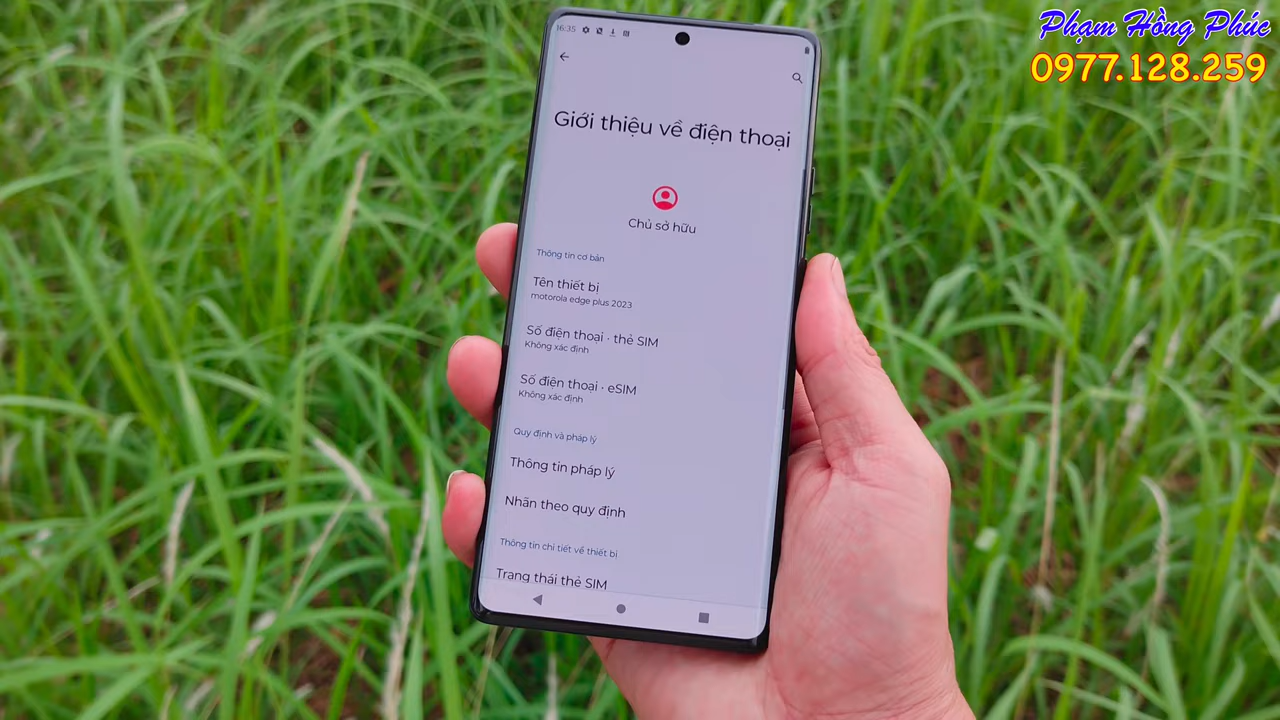 Phạm Hồng Phúc
0977.128.259
16:35
Giới thiệu về điện thoại
Chủ sở hữu
Thông tin cơ bản
Tên thiết bị
motorola edge plus 2023
Số điện thoại · thẻ SIM
Không xác định
Số điện thoại · eSIM
Không xác định
Quy định và pháp lý
Thông tin pháp lý
Nhãn theo quy định
Thông tin chi tiết về thiết bị
Trạng thái thẻ SIM